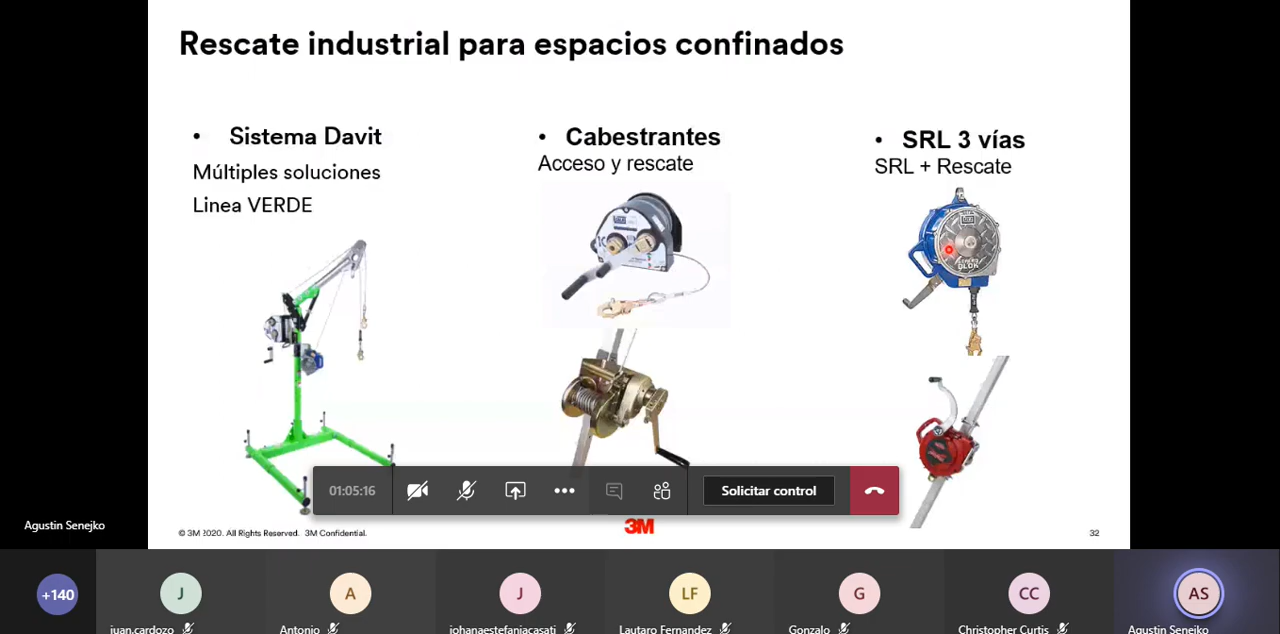 Rescate industrial para espacios confinados
• Sistema Davit
Múltiples soluciones
Linea VERDE
• Cabestrantes
Acceso y rescate
• SRL 3 vías
SRL + Rescate
01:05:16
Solicitar control
Agustin Senejko
© 3M 2020. All Rights Reserved. 3M Confidential.
3M
32
+140
J
A
J
LF
G
CC
AS
juan.cardozo
Antonio
johanaestefaniacasati
Lautaro Fernandez
Gonzalo
Christopher Curtis
Agustin Senejko